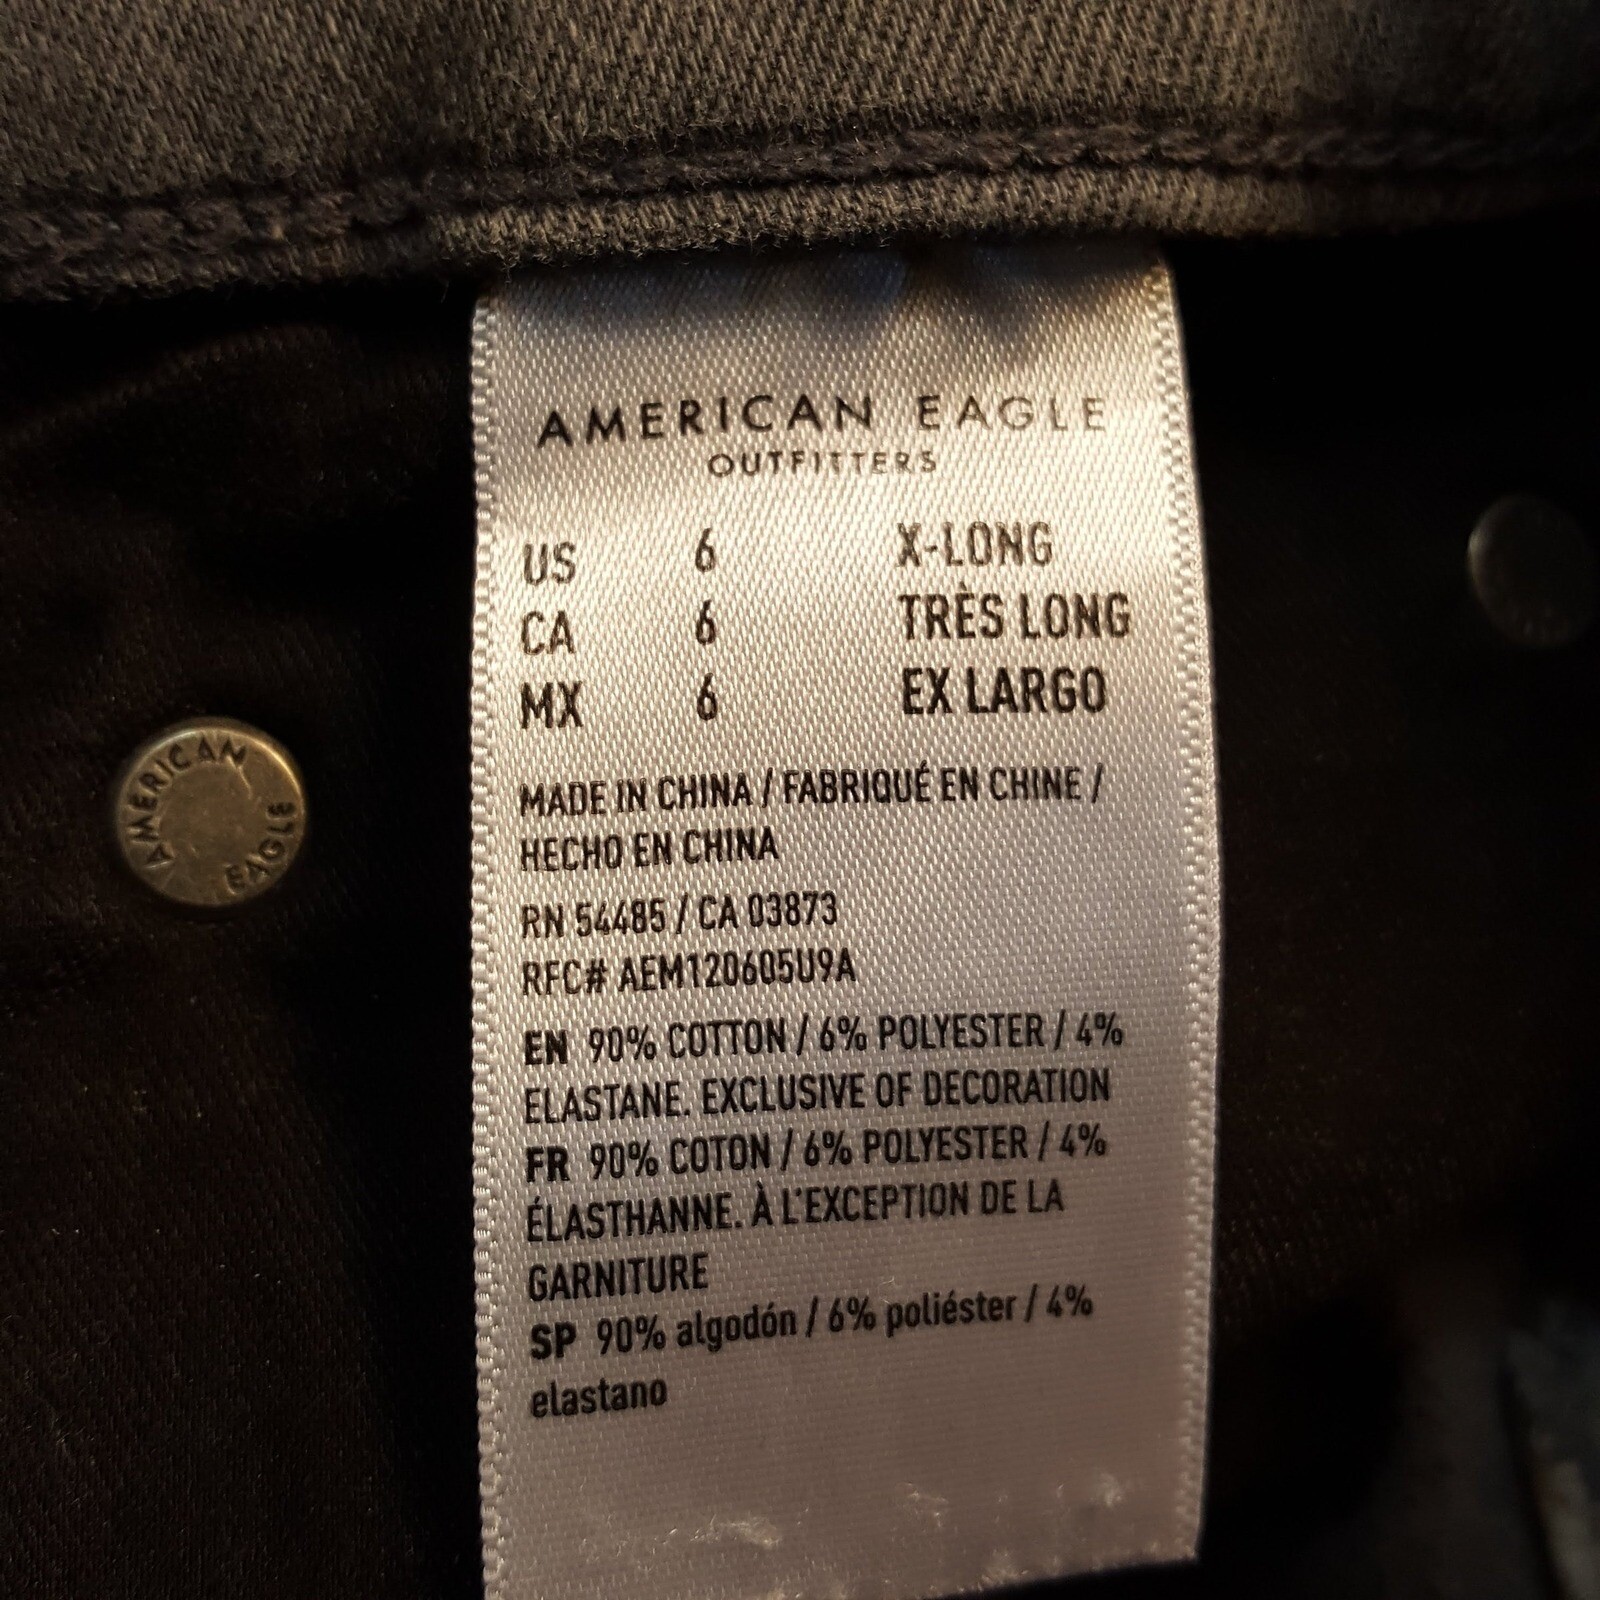 AMERICAN EAGLE
OUTFITTERS
US 6 X-LONG
CA 6 TRÈS LONG
MX 6 EX LARGO
MADE IN CHINA / FABRIQUÉ EN CHINE /
HECHO EN CHINA
RN 54485 / CA 03873
RFC# AEM120605U9A
EN 90% COTTON / 6% POLYESTER / 4%
ELASTANE. EXCLUSIVE OF DECORATION
FR 90% COTON / 6% POLYESTER / 4%
ÉLASTHANNE. À L'EXCEPTION DE LA
GARNITURE
SP 90% algodón / 6% poliéster / 4%
elastano
AMERICAN
EAGLE